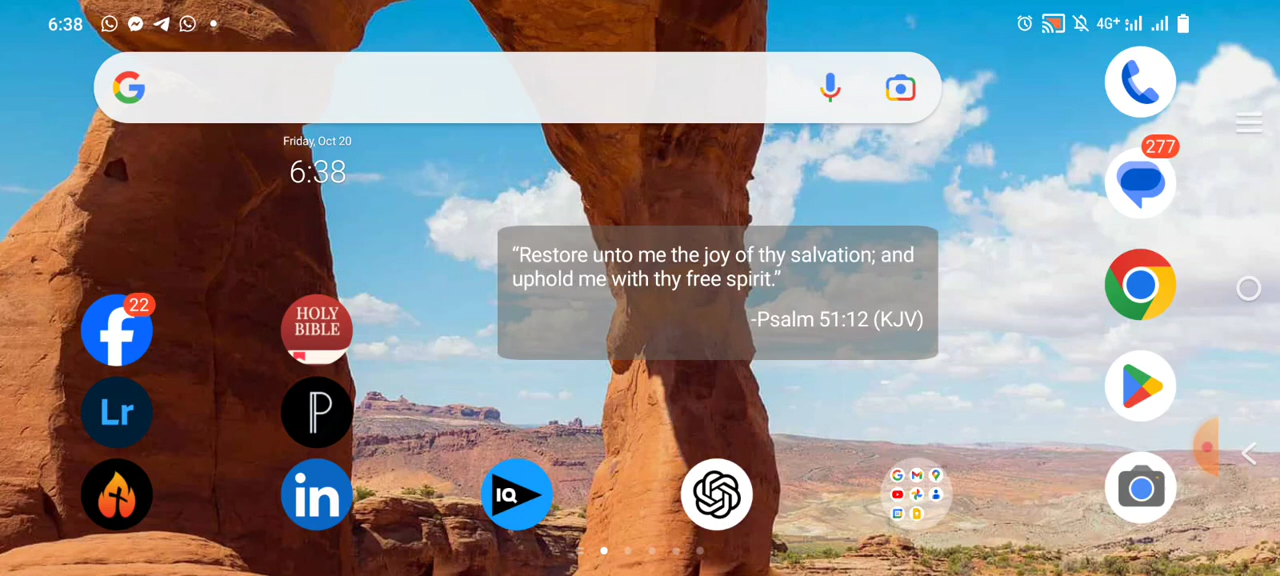 6:38
4G+
Friday, Oct 20
6:38
277
“Restore unto me the joy of thy salvation; and
uphold me with thy free spirit.”
-Psalm 51:12 (KJV)
22
HOLY
BIBLE
Lr
P
in
IQ